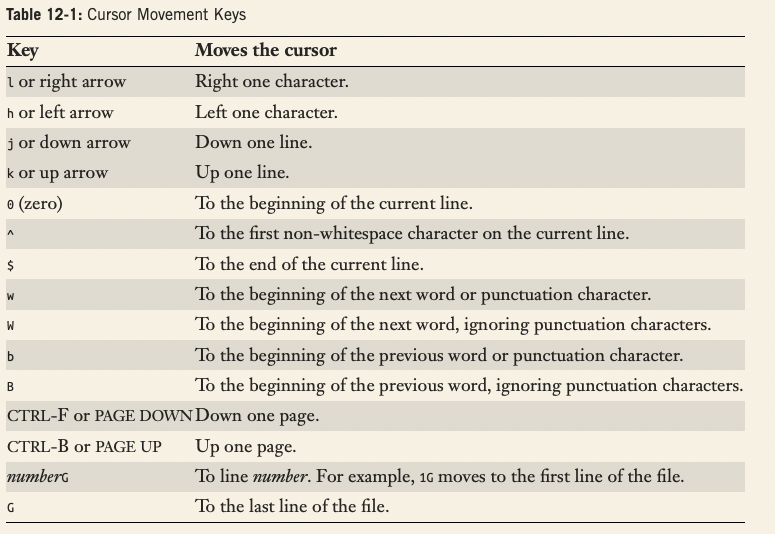 Table 12-1: Cursor Movement Keys
Key Moves the cursor
l or right arrow Right one character.
h or left arrow Left one character.
j or down arrow Down one line.
k or up arrow Up one line.
0 (zero) To the beginning of the current line.
^ To the first non-whitespace character on the current line.
$ To the end of the current line.
w To the beginning of the next word or punctuation character.
W To the beginning of the next word, ignoring punctuation characters.
b To the beginning of the previous word or punctuation character.
B To the beginning of the previous word, ignoring punctuation characters.
CTRL-F or PAGE DOWN Down one page.
CTRL-B or PAGE UP Up one page.
numberG To line number. For example, 1G moves to the first line of the file.
G To the last line of the file.